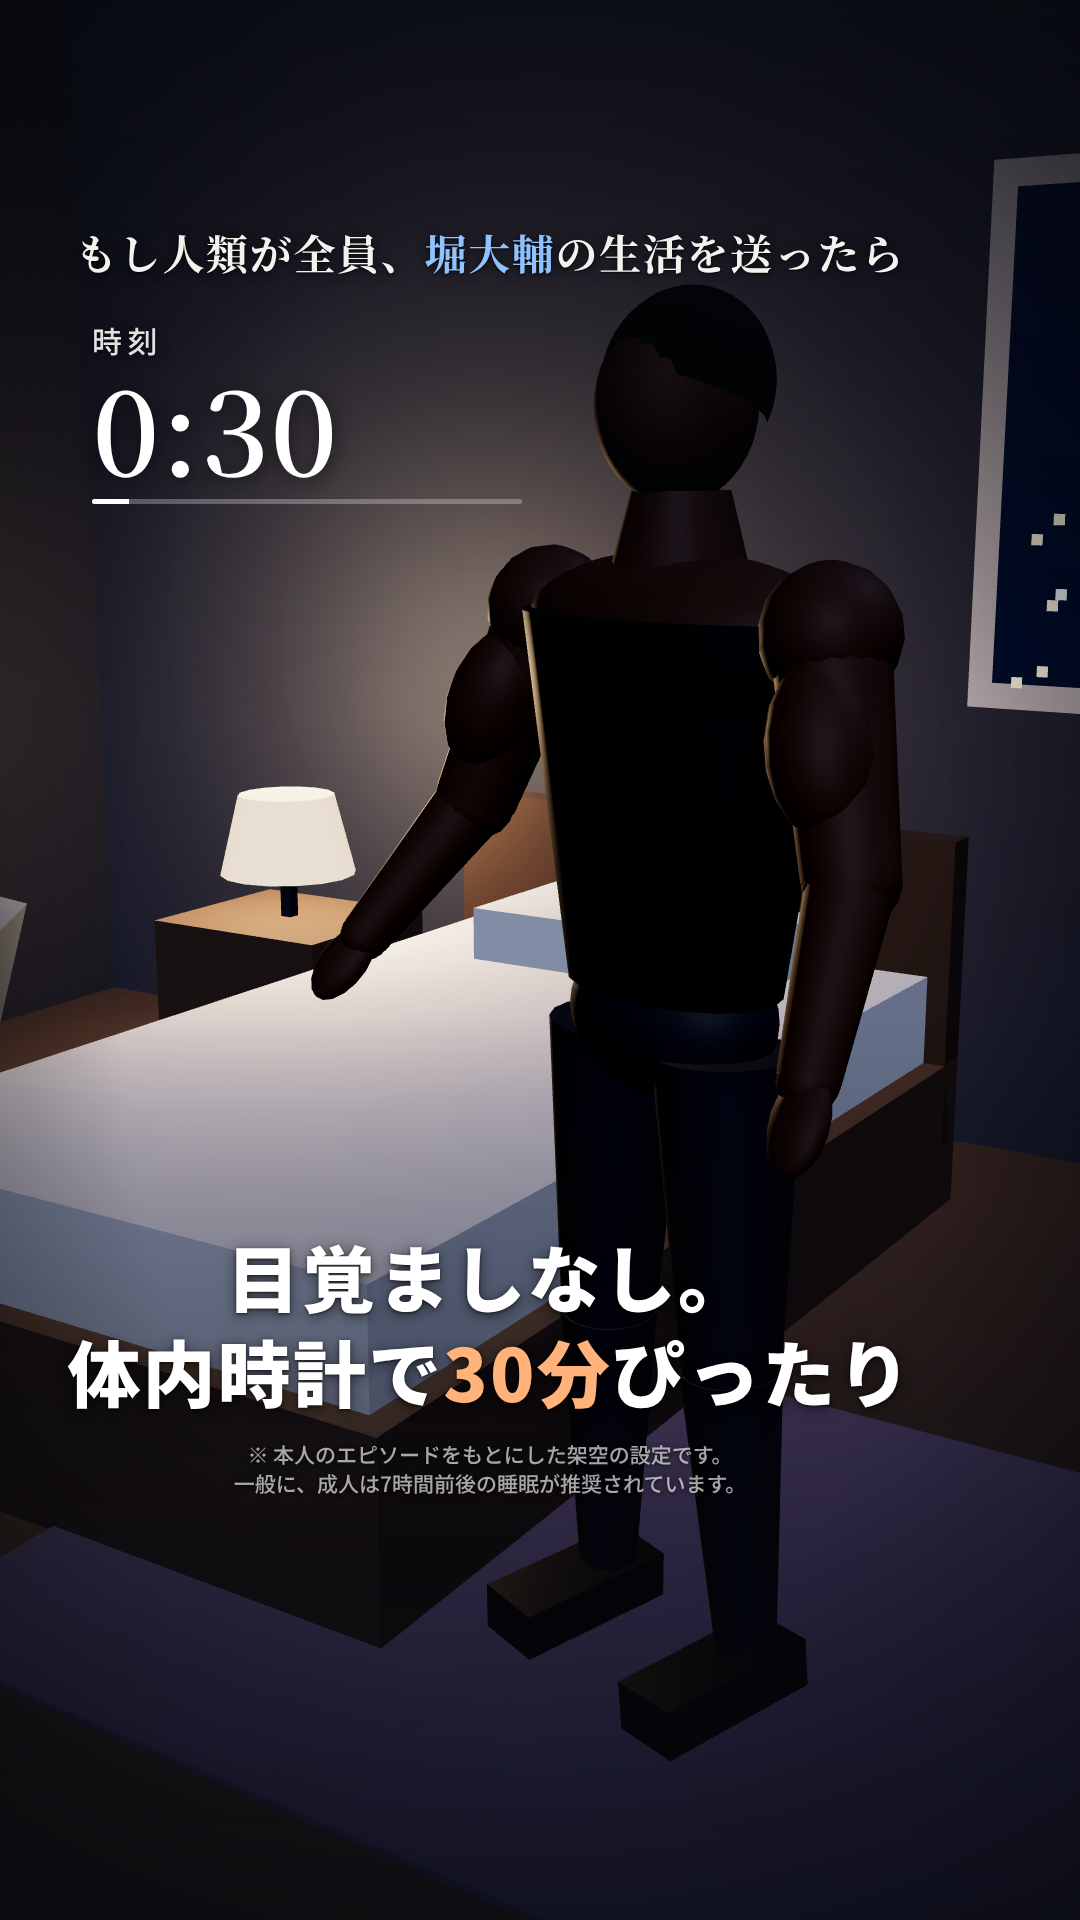 もし人類が全員、堀大輔の生活を送ったら
時刻
0:30
目覚ましなし。
体内時計で30分ぴったり
※ 本人のエピソードをもとにした架空の設定です。
一般に、成人は7時間前後の睡眠が推奨されています。